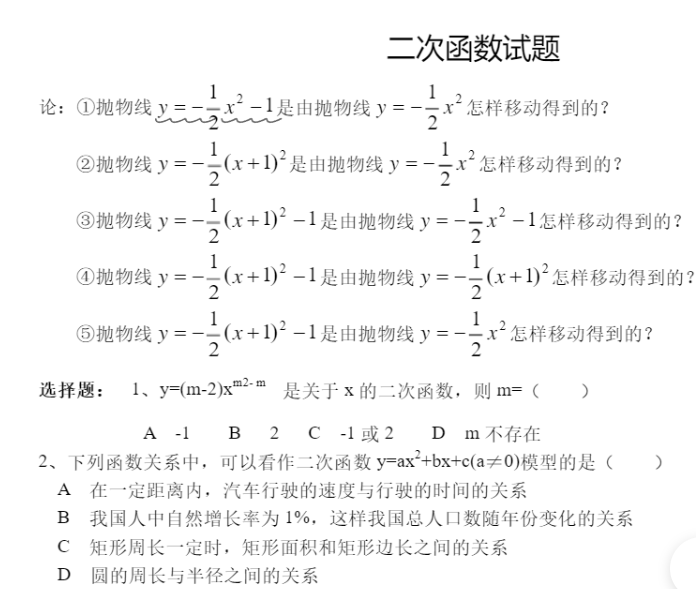 二次函数试题
论：①抛物线 y = -1/2 x² - 1 是由抛物线 y = -1/2 x² 怎样移动得到的？
②抛物线 y = -1/2 (x+1)² 是由抛物线 y = -1/2 x² 怎样移动得到的？
③抛物线 y = -1/2 (x+1)² - 1 是由抛物线 y = -1/2 x² - 1 怎样移动得到的？
④抛物线 y = -1/2 (x+1)² - 1 是由抛物线 y = -1/2 (x+1)² 怎样移动得到的？
⑤抛物线 y = -1/2 (x+1)² - 1 是由抛物线 y = -1/2 x² 怎样移动得到的？
选择题： 1、y=(m-2)x^(m2- m) 是关于 x 的二次函数，则 m=（ ）
A -1 B 2 C -1 或 2 D m 不存在
2、下列函数关系中，可以看作二次函数 y=ax²+bx+c(a≠0)模型的是（ ）
A 在一定距离内，汽车行驶的速度与行驶的时间的关系
B 我国人中自然增长率为 1%，这样我国总人口数随年份变化的关系
C 矩形周长一定时，矩形面积和矩形边长之间的关系
D 圆的周长与半径之间的关系